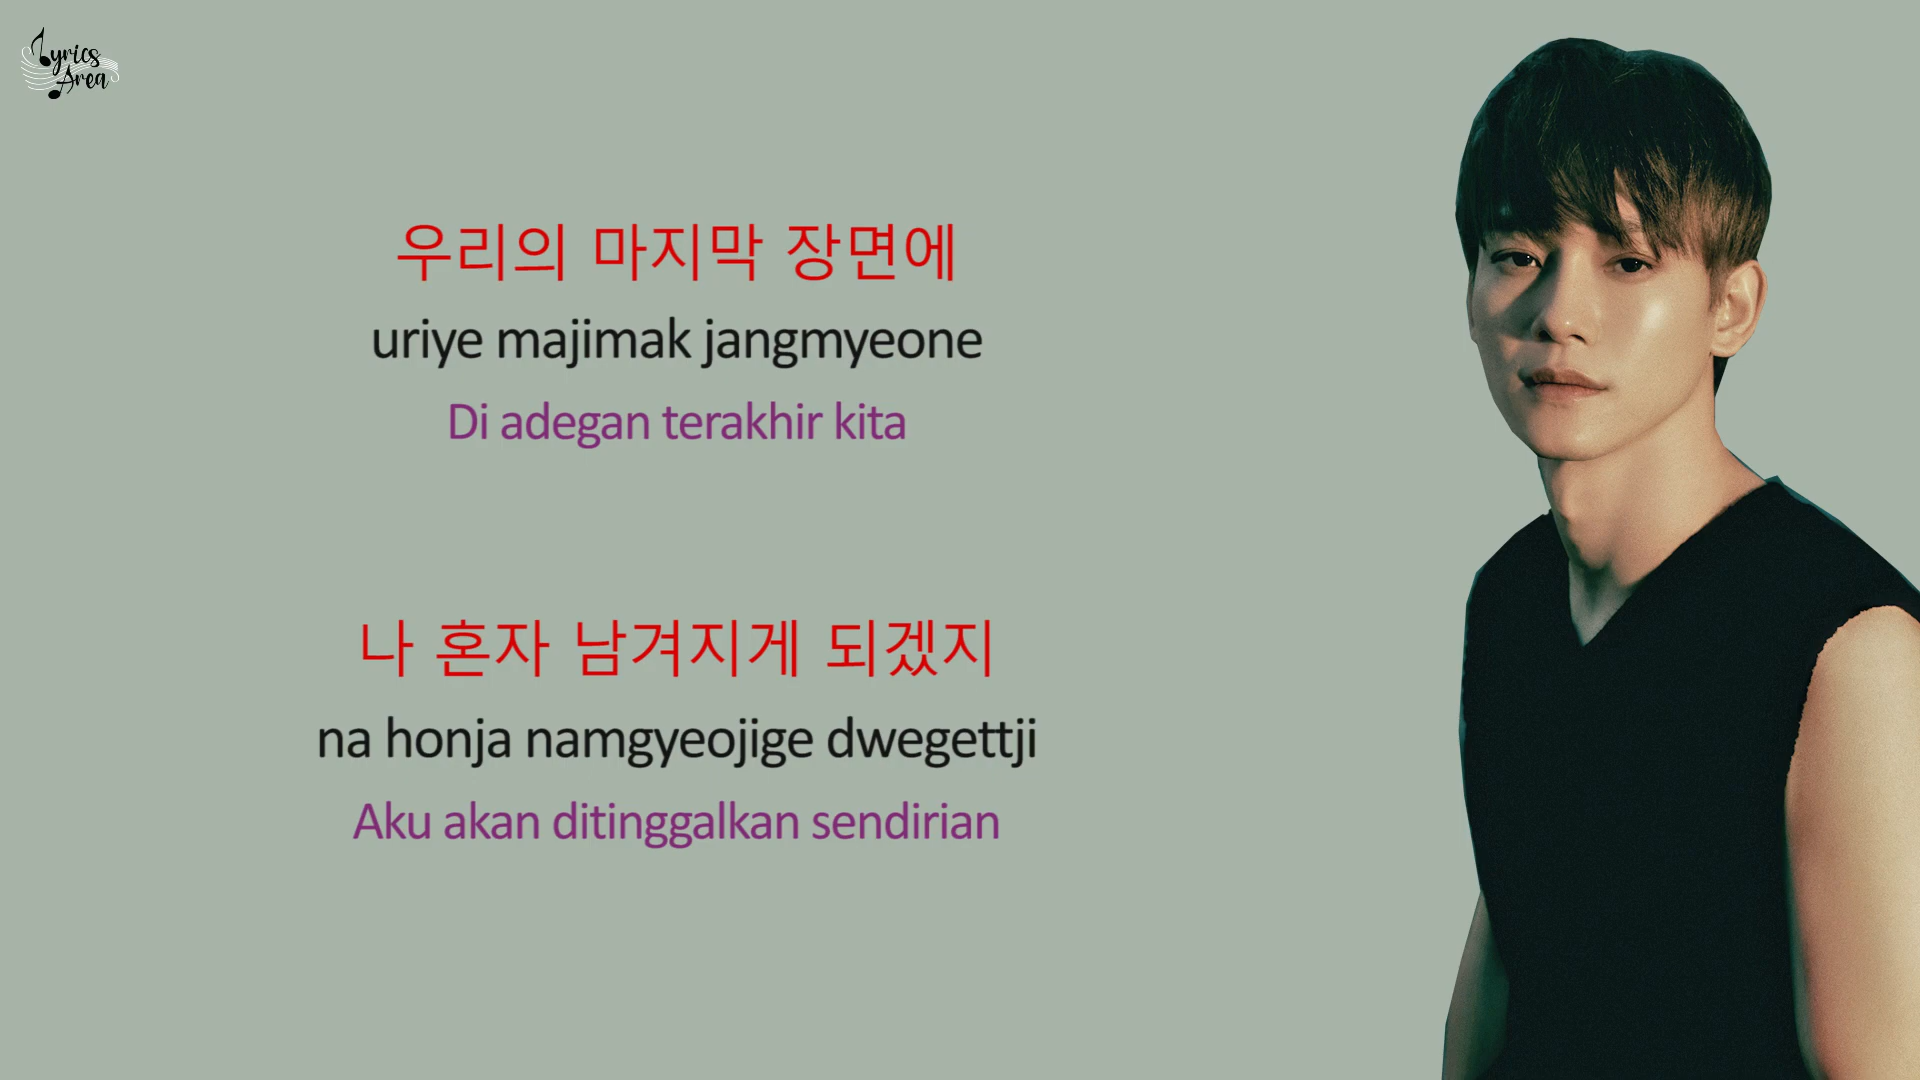 Lyrics
Area
우리의 마지막 장면에
uriye majimak jangmyeone
Di adegan terakhir kita
나 혼자 남겨지게 되겠지
na honja namgyeojige dwegettji
Aku akan ditinggalkan sendirian